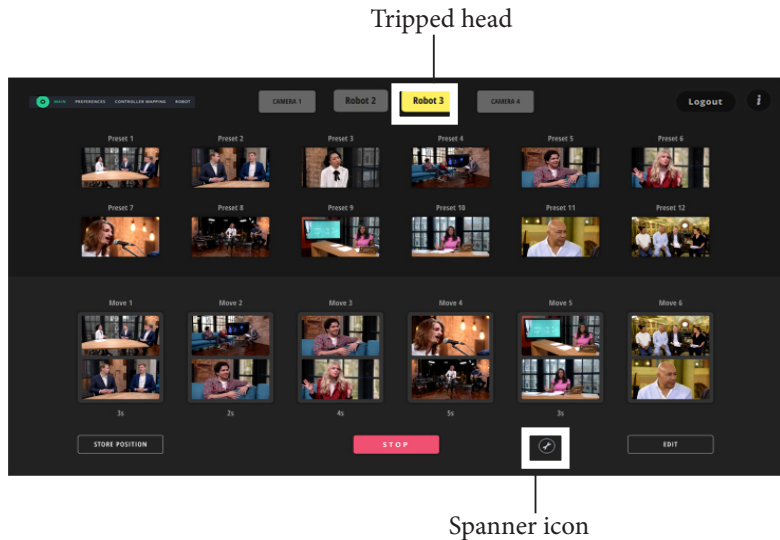 Tripped head
MAIN PREFERENCES CONTROLLER MAPPING ROBOT CAMERA 1 Robot 2 Robot 3 CAMERA 4 Logout i
Preset 1 Preset 2 Preset 3 Preset 4 Preset 5 Preset 6
Preset 7 Preset 8 Preset 9 Preset 10 Preset 11 Preset 12
Move 1 Move 2 Move 3 Move 4 Move 5 Move 6
3s 2s 4s 5s 3s
STORE POSITION STOP EDIT
Spanner icon